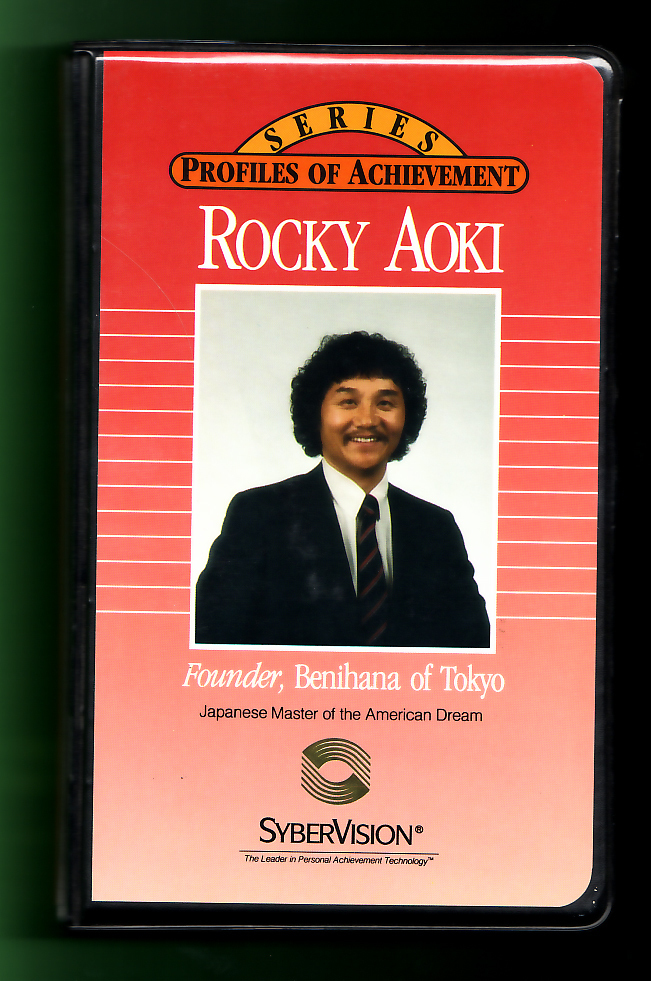 SERIES
PROFILES OF ACHIEVEMENT
ROCKY AOKI
Founder, Benihana of Tokyo
Japanese Master of the American Dream
SYBERVISION®
The Leader in Personal Achievement Technology™